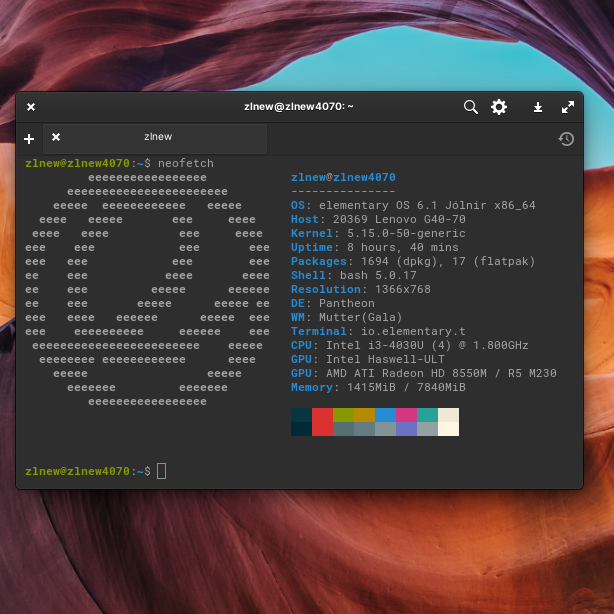 zlnew@zlnew4070: ~
zlnew
zlnew@zlnew4070:~$ neofetch
eeeeeeeeeeeeeeeee zlnew@zlnew4070
eeeeeeeeeeeeeeeeeeeeeee ---------------
eeeee eeeeeeeeeeee eeeee OS: elementary OS 6.1 Jólnir x86_64
eeee eeeee eee eeee Host: 20369 Lenovo G40-70
eeee eeee eee eeee Kernel: 5.15.0-50-generic
eee eee eee eee Uptime: 8 hours, 40 mins
eee eee eee eee Packages: 1694 (dpkg), 17 (flatpak)
ee eee eeee eeee Shell: bash 5.0.17
ee eee eeeee eeeeee Resolution: 1366x768
ee eee eeeee eeeee ee DE: Pantheon
eee eeee eeeeee eeeee eee WM: Mutter(Gala)
eee eeeeeeeeee eeeeee eee Terminal: io.elementary.t
eeeeeeeeeeeeeeeeeeeeeeee eeeee CPU: Intel i3-4030U (4) @ 1.800GHz
eeeeeeee eeeeeeeeeeee eeee GPU: Intel Haswell-ULT
eeeee eeeee GPU: AMD ATI Radeon HD 8550M / R5 M230
eeeeeee eeeeeee Memory: 1415MiB / 7840MiB
eeeeeeeeeeeeeeeee
zlnew@zlnew4070:~$